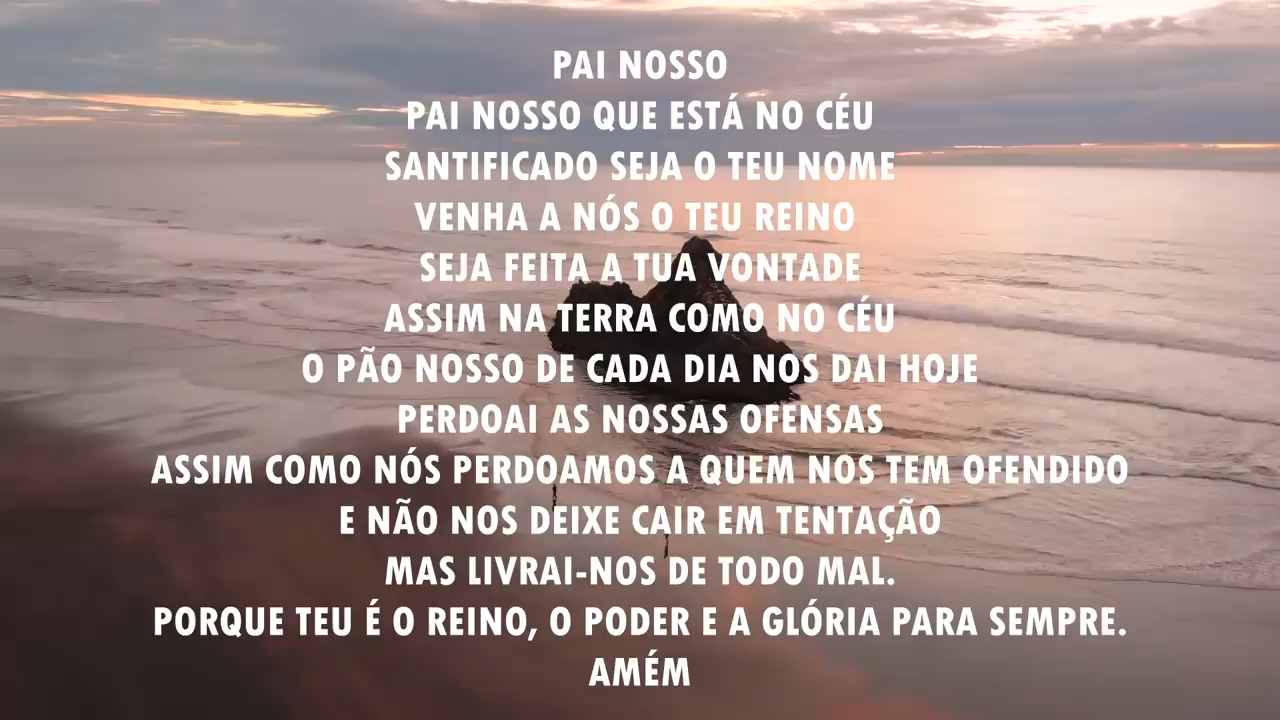 PAI NOSSO
PAI NOSSO QUE ESTÁ NO CÉU
SANTIFICADO SEJA O TEU NOME
VENHA A NÓS O TEU REINO
SEJA FEITA A TUA VONTADE
ASSIM NA TERRA COMO NO CÉU
O PÃO NOSSO DE CADA DIA NOS DAI HOJE
PERDOAI AS NOSSAS OFENSAS
ASSIM COMO NÓS PERDOAMOS A QUEM NOS TEM OFENDIDO
E NÃO NOS DEIXE CAIR EM TENTAÇÃO
MAS LIVRAI-NOS DE TODO MAL.
PORQUE TEU É O REINO, O PODER E A GLÓRIA PARA SEMPRE.
AMÉM